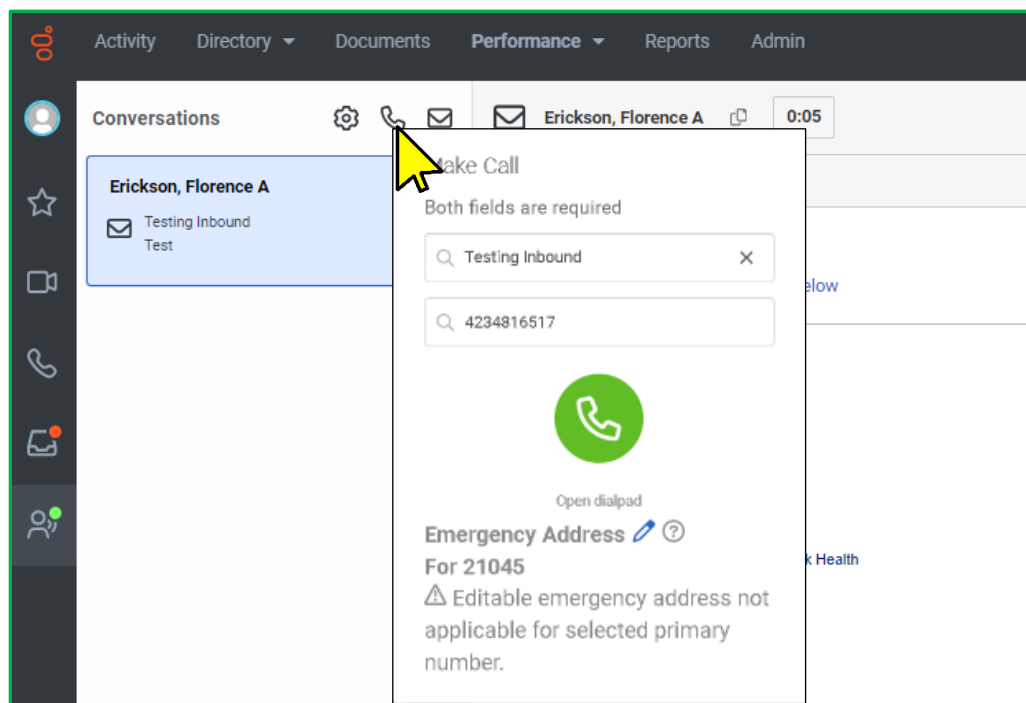 Activity Directory Documents Performance Reports Admin
Conversations
Erickson, Florence A 0:05
Erickson, Florence A
Testing Inbound
Test
Make Call
Both fields are required
Testing Inbound
4234816517
Open dialpad
Emergency Address
For 21045
Editable emergency address not
applicable for selected primary
number.
Health